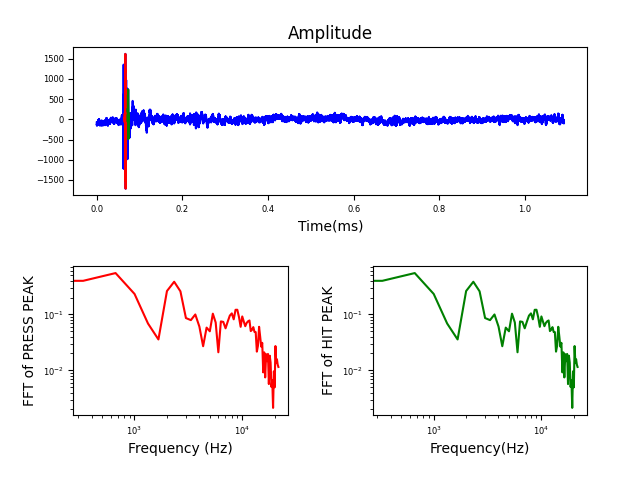 Amplitude
1500
1000
500
0
−500
−1000
−1500
0.0 0.2 0.4 0.6 0.8 1.0
Time(ms)
FFT of PRESS PEAK
10⁻¹
10⁻²
10³ 10⁴
Frequency (Hz)
FFT of HIT PEAK
10⁻¹
10⁻²
10³ 10⁴
Frequency(Hz)